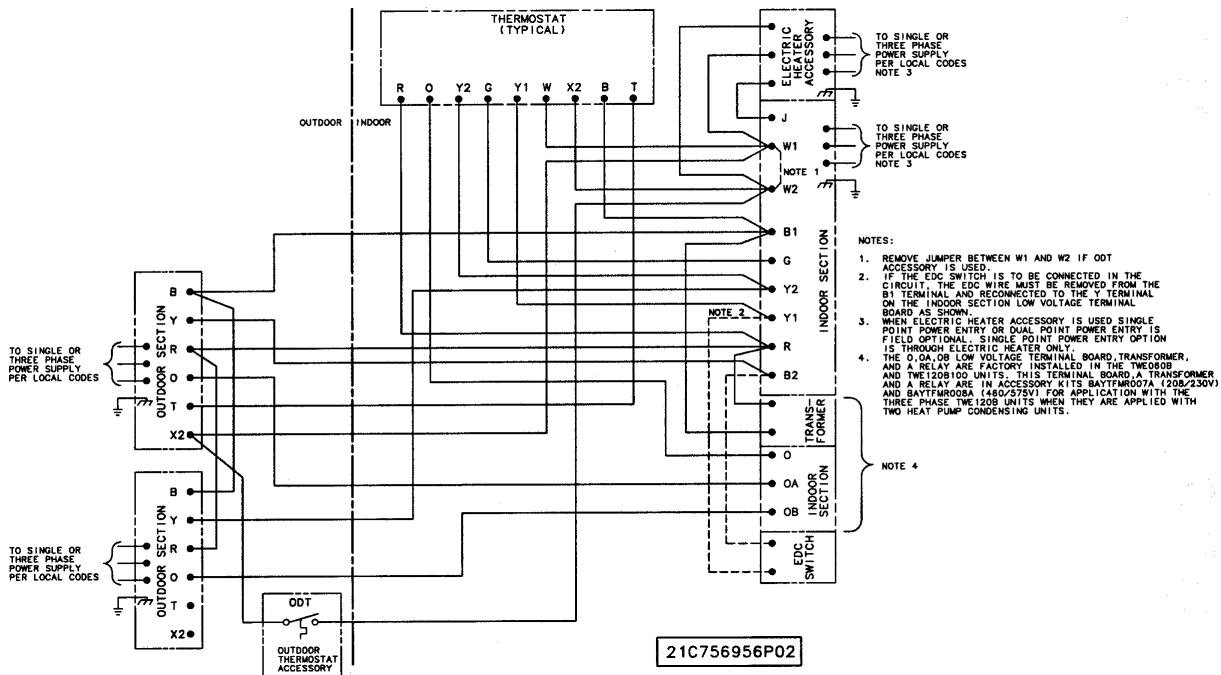 THERMOSTAT
(TYPICAL)
R O Y2 G Y1 W X2 B T
OUTDOOR
INDOOR
ELECTRIC
HEATER
ACCESSORY
TO SINGLE OR
THREE PHASE
POWER SUPPLY
PER LOCAL CODES
NOTE 3
J
W1
NOTE 1
W2
B1
G
Y2
NOTE 2
Y1
R
B2
INDOOR SECTION
TO SINGLE OR
THREE PHASE
POWER SUPPLY
PER LOCAL CODES
NOTE 3
TRANS-
FORMER
O
OA
OB
INDOOR
SECTION
EDC
SWITCH
NOTE 4
NOTES:
1. REMOVE JUMPER BETWEEN W1 AND W2 IF ODT
ACCESSORY IS USED.
2. IF THE EDC SWITCH IS TO BE CONNECTED IN THE
CIRCUIT, THE EDC WIRE MUST BE REMOVED FROM THE
B1 TERMINAL AND RECONNECTED TO THE Y TERMINAL
ON THE INDOOR SECTION LOW VOLTAGE TERMINAL
BOARD AS SHOWN.
3. WHEN ELECTRIC HEATER ACCESSORY IS USED SINGLE
POINT POWER ENTRY OR DUAL POINT POWER ENTRY IS
FIELD OPTIONAL. SINGLE POINT POWER ENTRY OPTION
IS THROUGH ELECTRIC HEATER ONLY.
4. THE O,OA,OB LOW VOLTAGE TERMINAL BOARD,TRANSFORMER,
AND A RELAY ARE FACTORY INSTALLED IN THE TWE060B
AND TWE120B100 UNITS. THIS TERMINAL BOARD,A TRANSFORMER
AND A RELAY ARE IN ACCESSORY KITS BAYTFMR007A (208/230V)
AND BAYTFMR008A (460/575V) FOR APPLICATION WITH THE
THREE PHASE TWE120B UNITS WHEN THEY ARE APPLIED WITH
TWO HEAT PUMP CONDENSING UNITS.
B
Y
R
O
T
X2
OUTDOOR SECTION
TO SINGLE OR
THREE PHASE
POWER SUPPLY
PER LOCAL CODES
B
Y
R
O
T
X2
OUTDOOR SECTION
TO SINGLE OR
THREE PHASE
POWER SUPPLY
PER LOCAL CODES
ODT
OUTDOOR
THERMOSTAT
ACCESSORY
21C756956P02